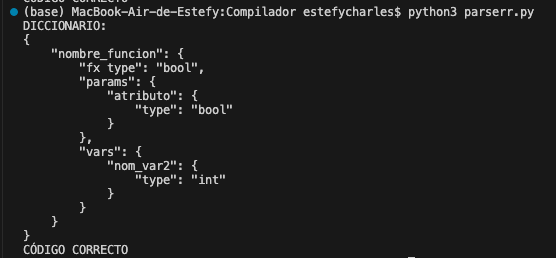 (base) MacBook-Air-de-Estefy:Compilador estefycharles$ python3 parserr.py
DICCIONARIO:
{
    "nombre_funcion": {
        "fx type": "bool",
        "params": {
            "atributo": {
                "type": "bool"
            }
        },
        "vars": {
            "nom_var2": {
                "type": "int"
            }
        }
    }
}
CÓDIGO CORRECTO